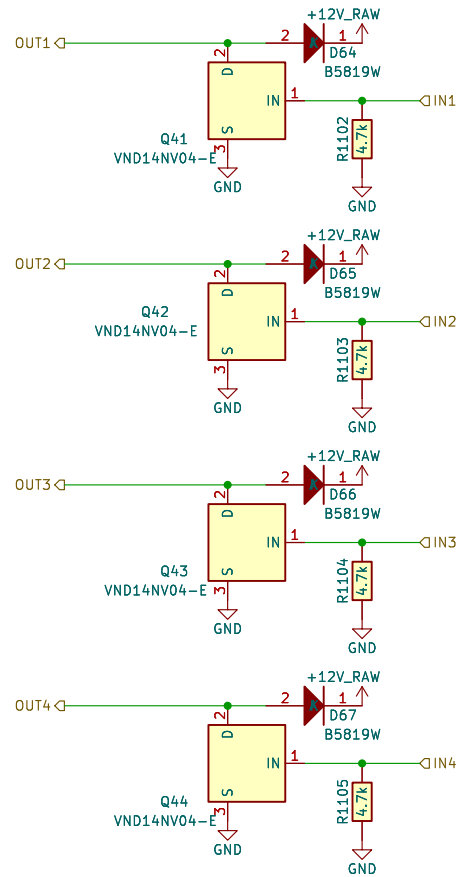 +12V_RAW
OUT1
2
K
1
D64
B5819W
2
D
IN
1
IN1
R1102
4.7k
Q41
VND14NV04-E
S
3
GND
GND
+12V_RAW
OUT2
2
K
1
D65
B5819W
2
D
Q42
VND14NV04-E
IN
1
IN2
R1103
4.7k
S
3
GND
GND
+12V_RAW
OUT3
2
K
1
D66
B5819W
2
D
IN
1
IN3
R1104
4.7k
Q43
VND14NV04-E
S
3
GND
GND
+12V_RAW
OUT4
2
K
1
D67
B5819W
2
D
IN
1
IN4
R1105
4.7k
Q44
VND14NV04-E
S
3
GND
GND